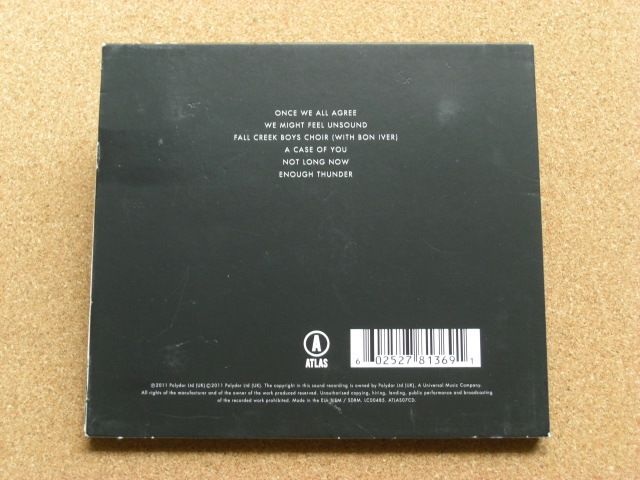 ONCE WE ALL AGREE
WE MIGHT FEEL UNSOUND
FALL CREEK BOYS CHOIR (WITH BON IVER)
A CASE OF YOU
NOT LONG NOW
ENOUGH THUNDER
A
ATLAS
6 02527 81369 1
℗2011 Polydor Ltd (UK) ©2011 Polydor Ltd (UK). The copyright in this sound recording is owned by Polydor Ltd (UK), A Universal Music Company.
All rights of the manufacturer and of the owner of the work produced reserved. Unauthorised copying, hiring, lending, public performance and broadcasting
of the recorded work prohibited. Made in the EU. / SDRM. LC00485. ATLAS07CD.